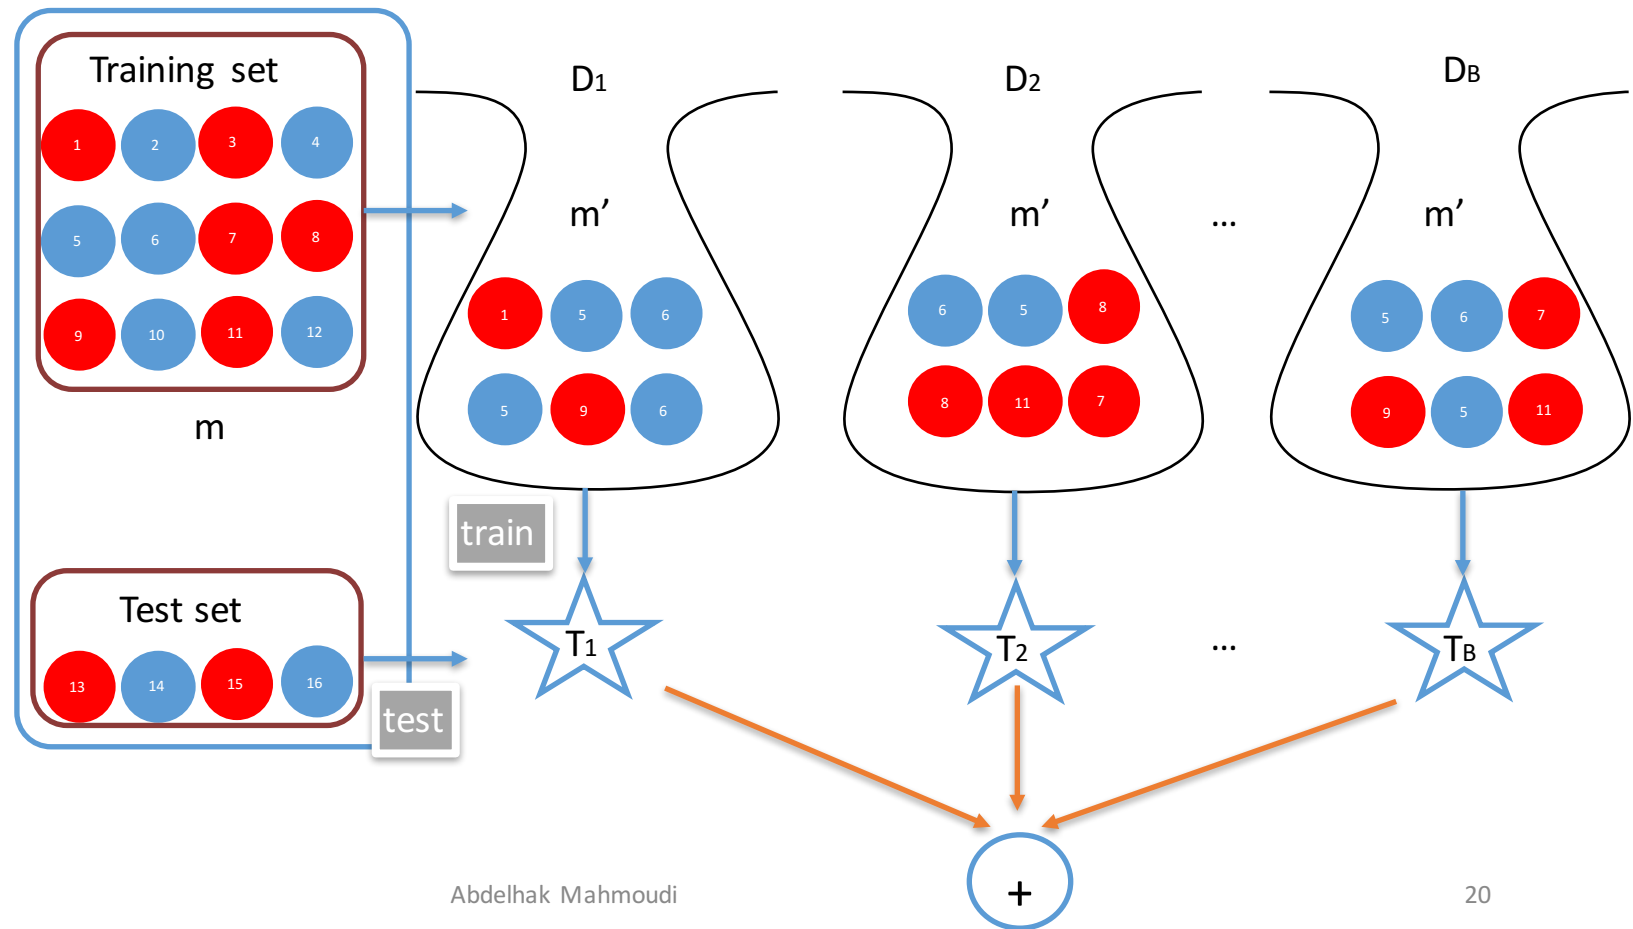 Training set
1 2 3 4
5 6 7 8
9 10 11 12
m
Test set
13 14 15 16
test
train
D1
m’
1 5 6
5 9 6
T1
D2
m’
6 5 8
8 11 7
T2
...
...
DB
m’
5 6 7
9 5 11
TB
+
Abdelhak Mahmoudi
20